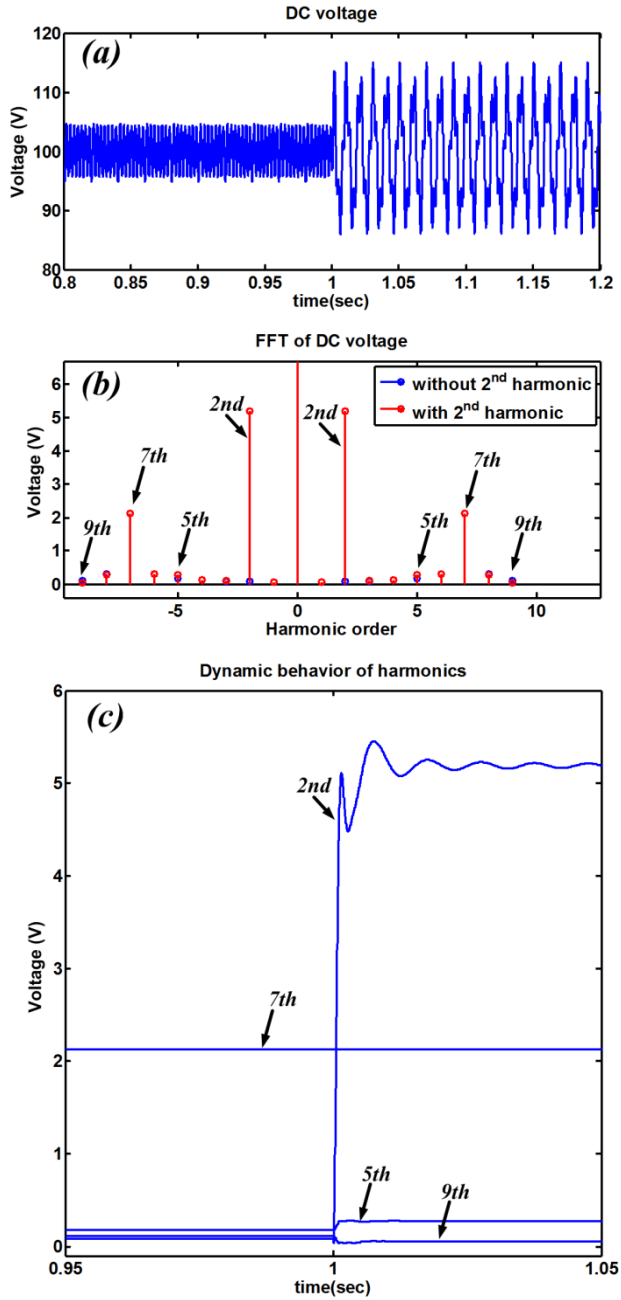 DC voltage
(a)
Voltage (V)
120
110
100
90
80
0.8 0.85 0.9 0.95 1 1.05 1.1 1.15 1.2
time(sec)
FFT of DC voltage
(b)
Voltage (V)
6
5
4
3
2
1
0
2nd
2nd
without 2nd harmonic
with 2nd harmonic
7th
7th
9th
5th
5th
9th
-5 0 5 10
Harmonic order
Dynamic behavior of harmonics
(c)
Voltage (V)
6
5
4
3
2
1
0
2nd
7th
5th
9th
0.95 1 1.05
time(sec)